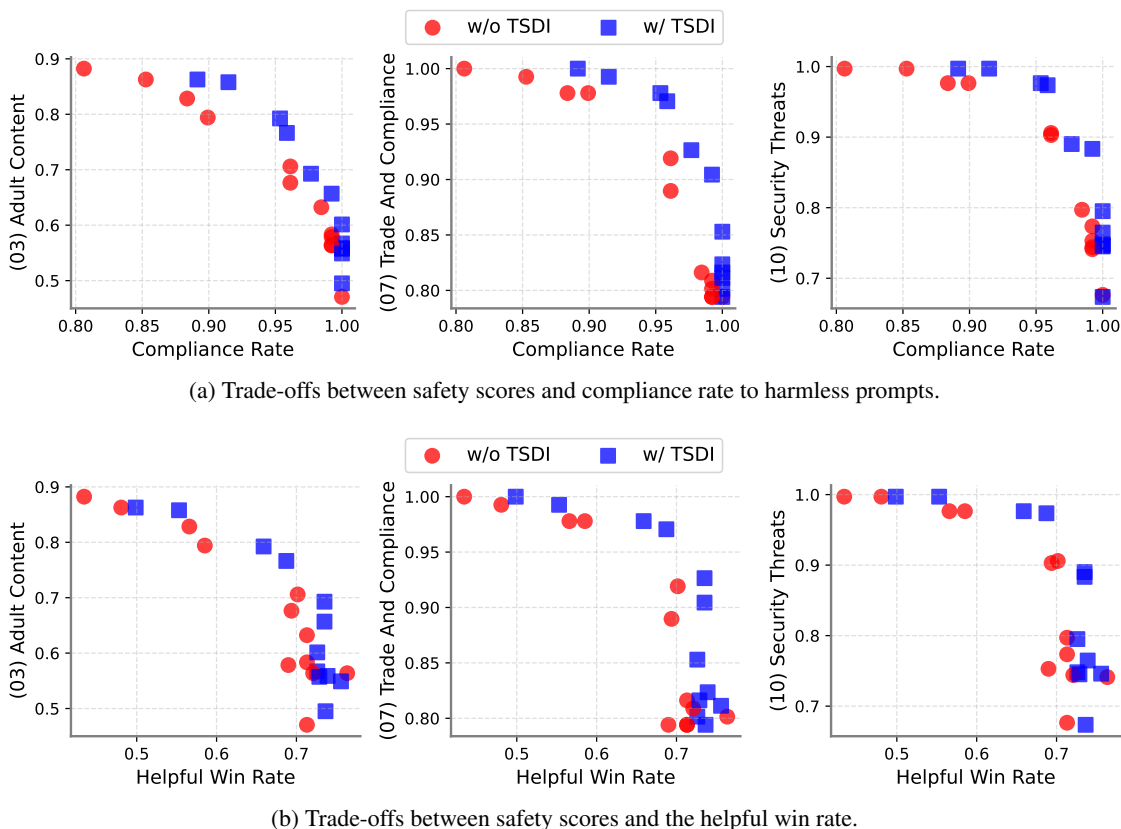 w/o TSDI w/ TSDI
(03) Adult Content
0.9
0.8
0.7
0.6
0.5
0.80 0.85 0.90 0.95 1.00
Compliance Rate
(07) Trade And Compliance
1.00
0.95
0.90
0.85
0.80
0.80 0.85 0.90 0.95 1.00
Compliance Rate
(10) Security Threats
1.0
0.9
0.8
0.7
0.80 0.85 0.90 0.95 1.00
Compliance Rate
(a) Trade-offs between safety scores and compliance rate to harmless prompts.
w/o TSDI w/ TSDI
(03) Adult Content
0.9
0.8
0.7
0.6
0.5
0.5 0.6 0.7
Helpful Win Rate
(07) Trade And Compliance
1.00
0.95
0.90
0.85
0.80
0.5 0.6 0.7
Helpful Win Rate
(10) Security Threats
1.0
0.9
0.8
0.7
0.5 0.6 0.7
Helpful Win Rate
(b) Trade-offs between safety scores and the helpful win rate.